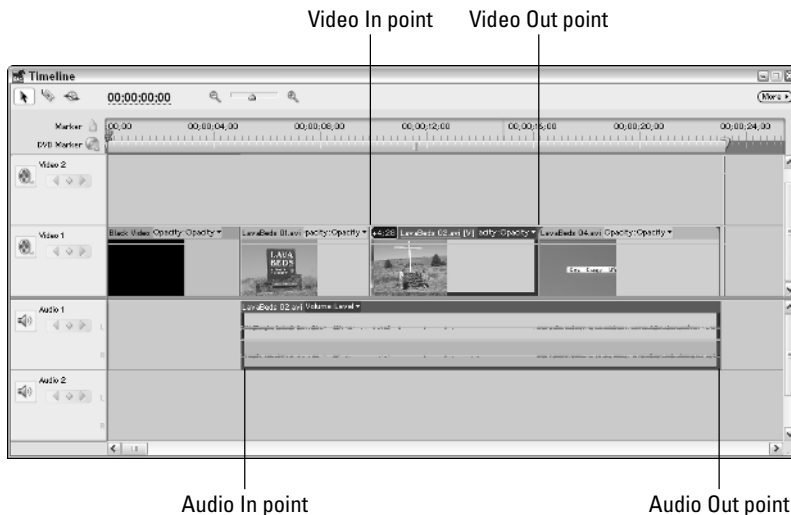 Video In point Video Out point
Timeline
00;00;00;00
More
Marker 00;00 00;00;04;00 00;00;08;00 00;00;12;00 00;00;16;00 00;00;20;00 00;00;24;00
DVD Marker
Video 2
Video 1
Black Video Opacity:Opacity LavaBeds 01.avi pacity:Opacity +4;28 LavaBeds 02.avi [V] acity:Opacity LavaBeds 04.avi Opacity:Opacity
LAVA
BEDS
Audio 1
LavaBeds 02.avi Volume Level
L
R
Audio 2
L
R
Audio In point Audio Out point